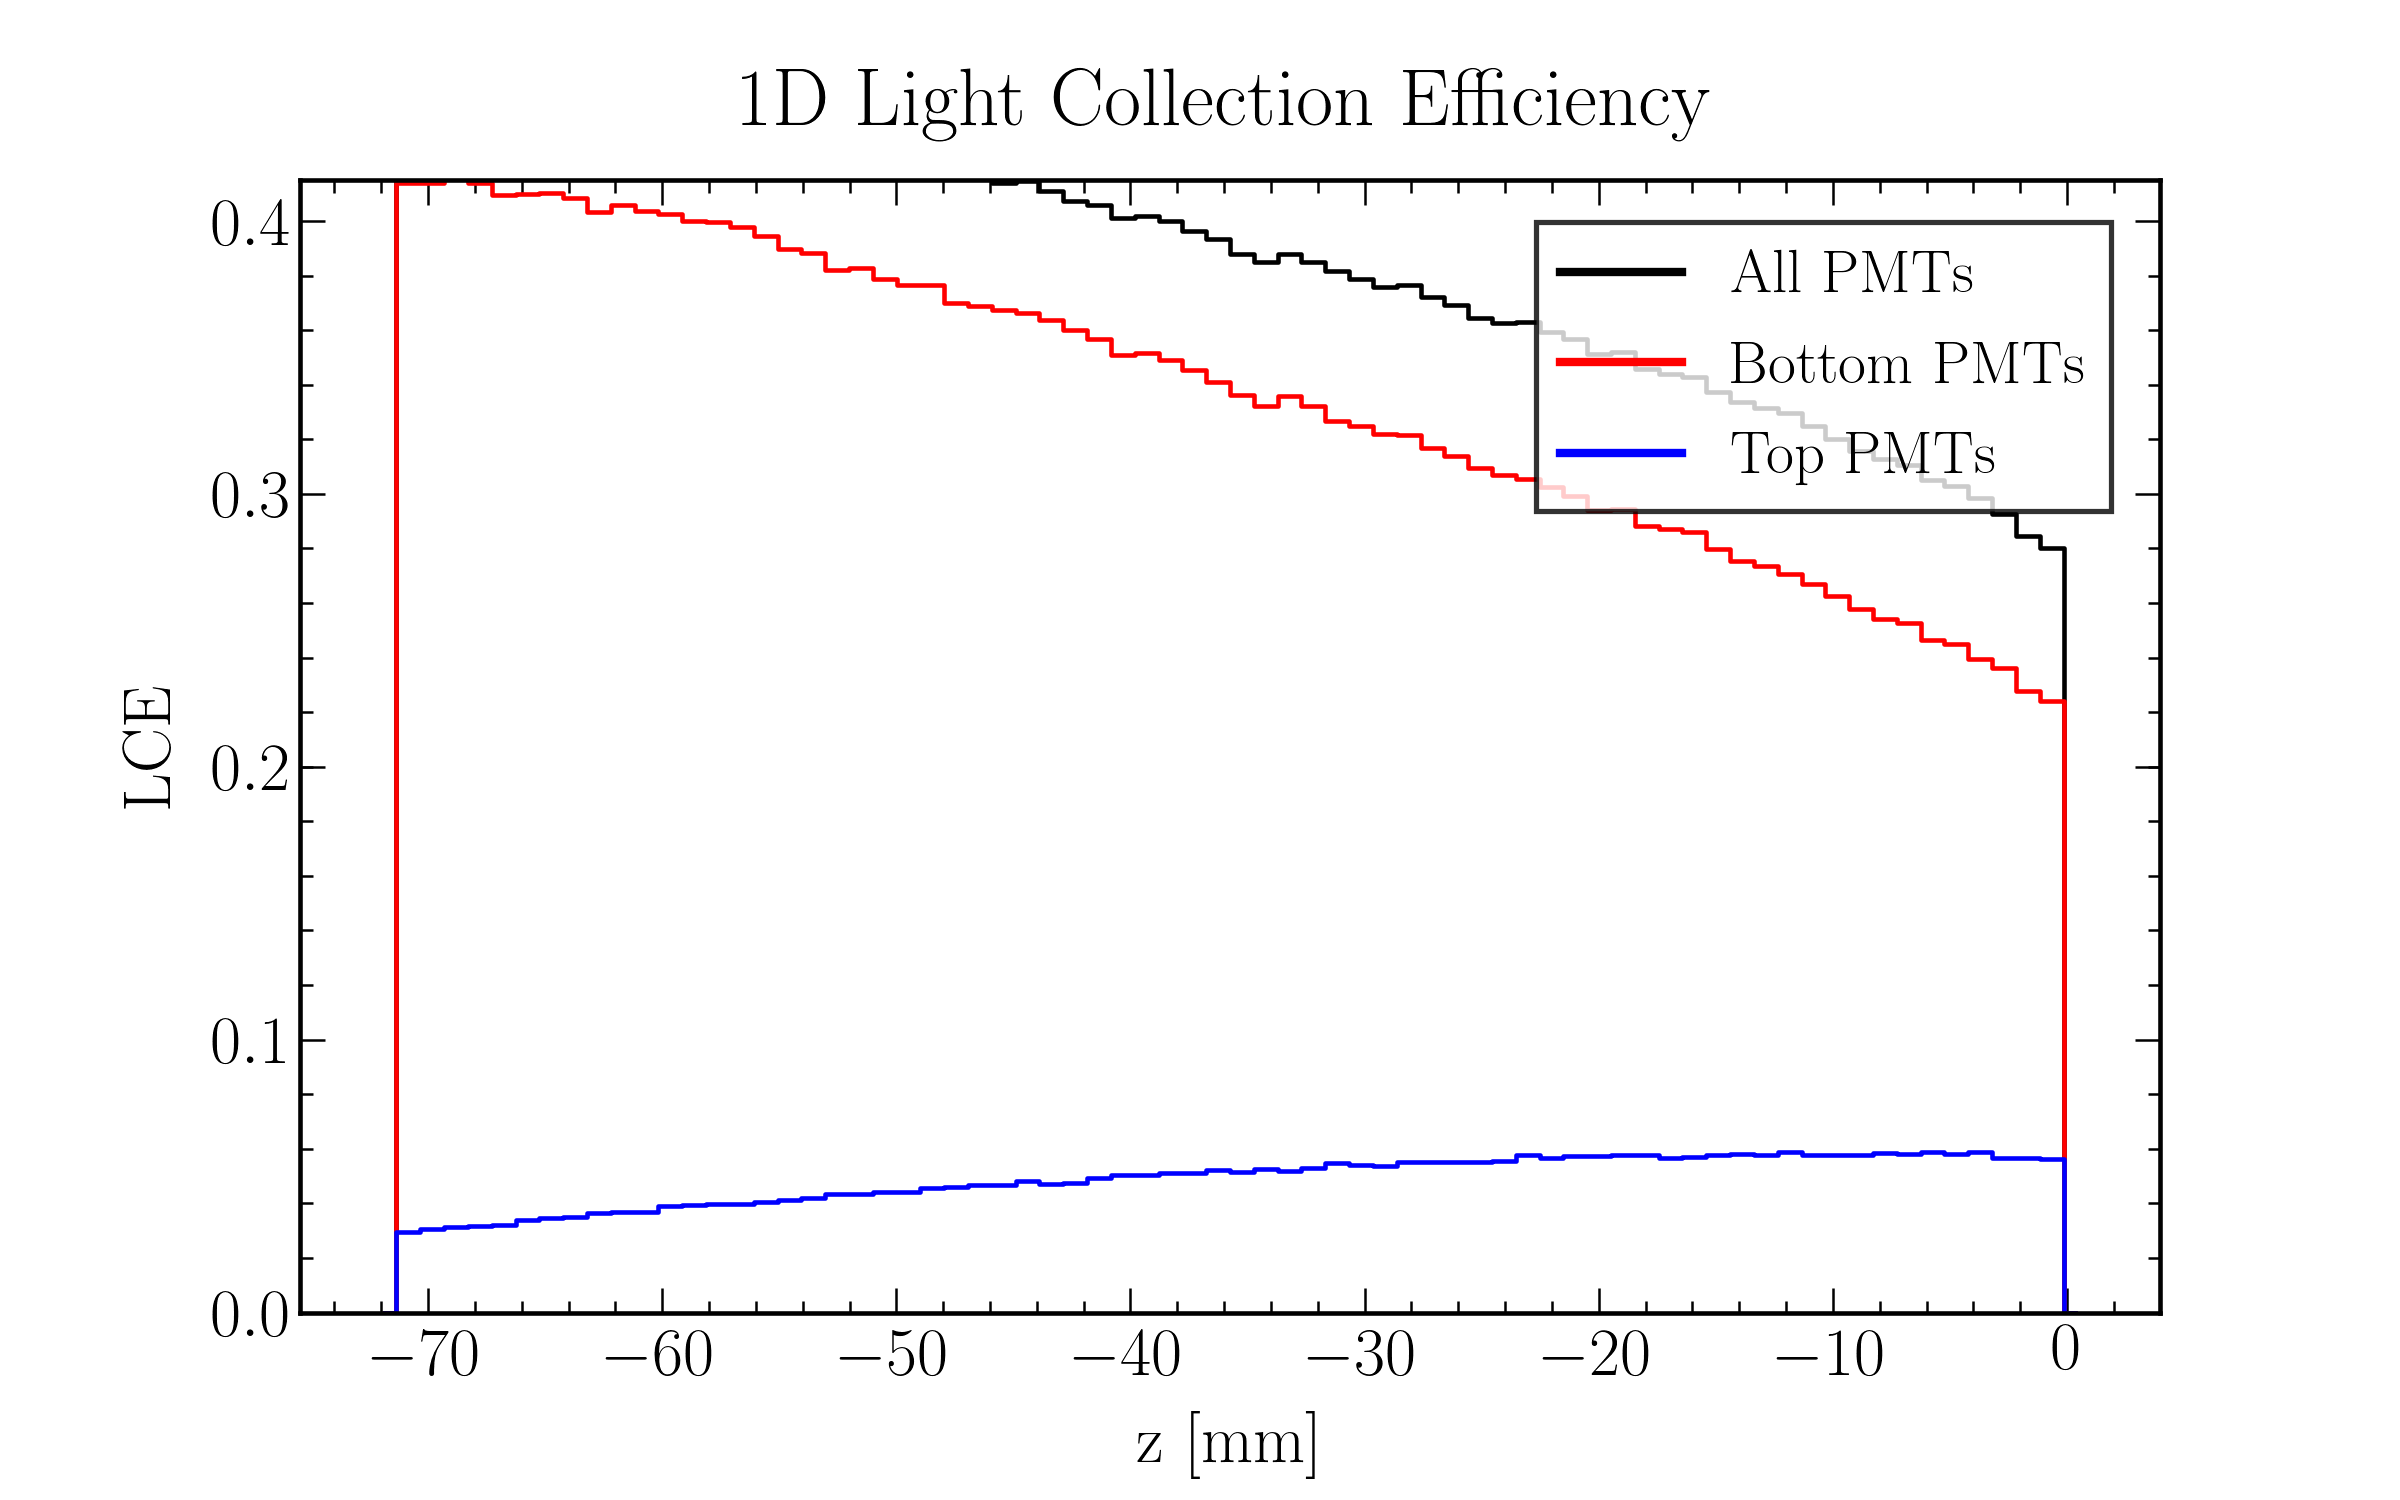 1D Light Collection Efficiency
LCE
0.4
0.3
0.2
0.1
0.0
All PMTs
Bottom PMTs
Top PMTs
−70 −60 −50 −40 −30 −20 −10 0
z [mm]